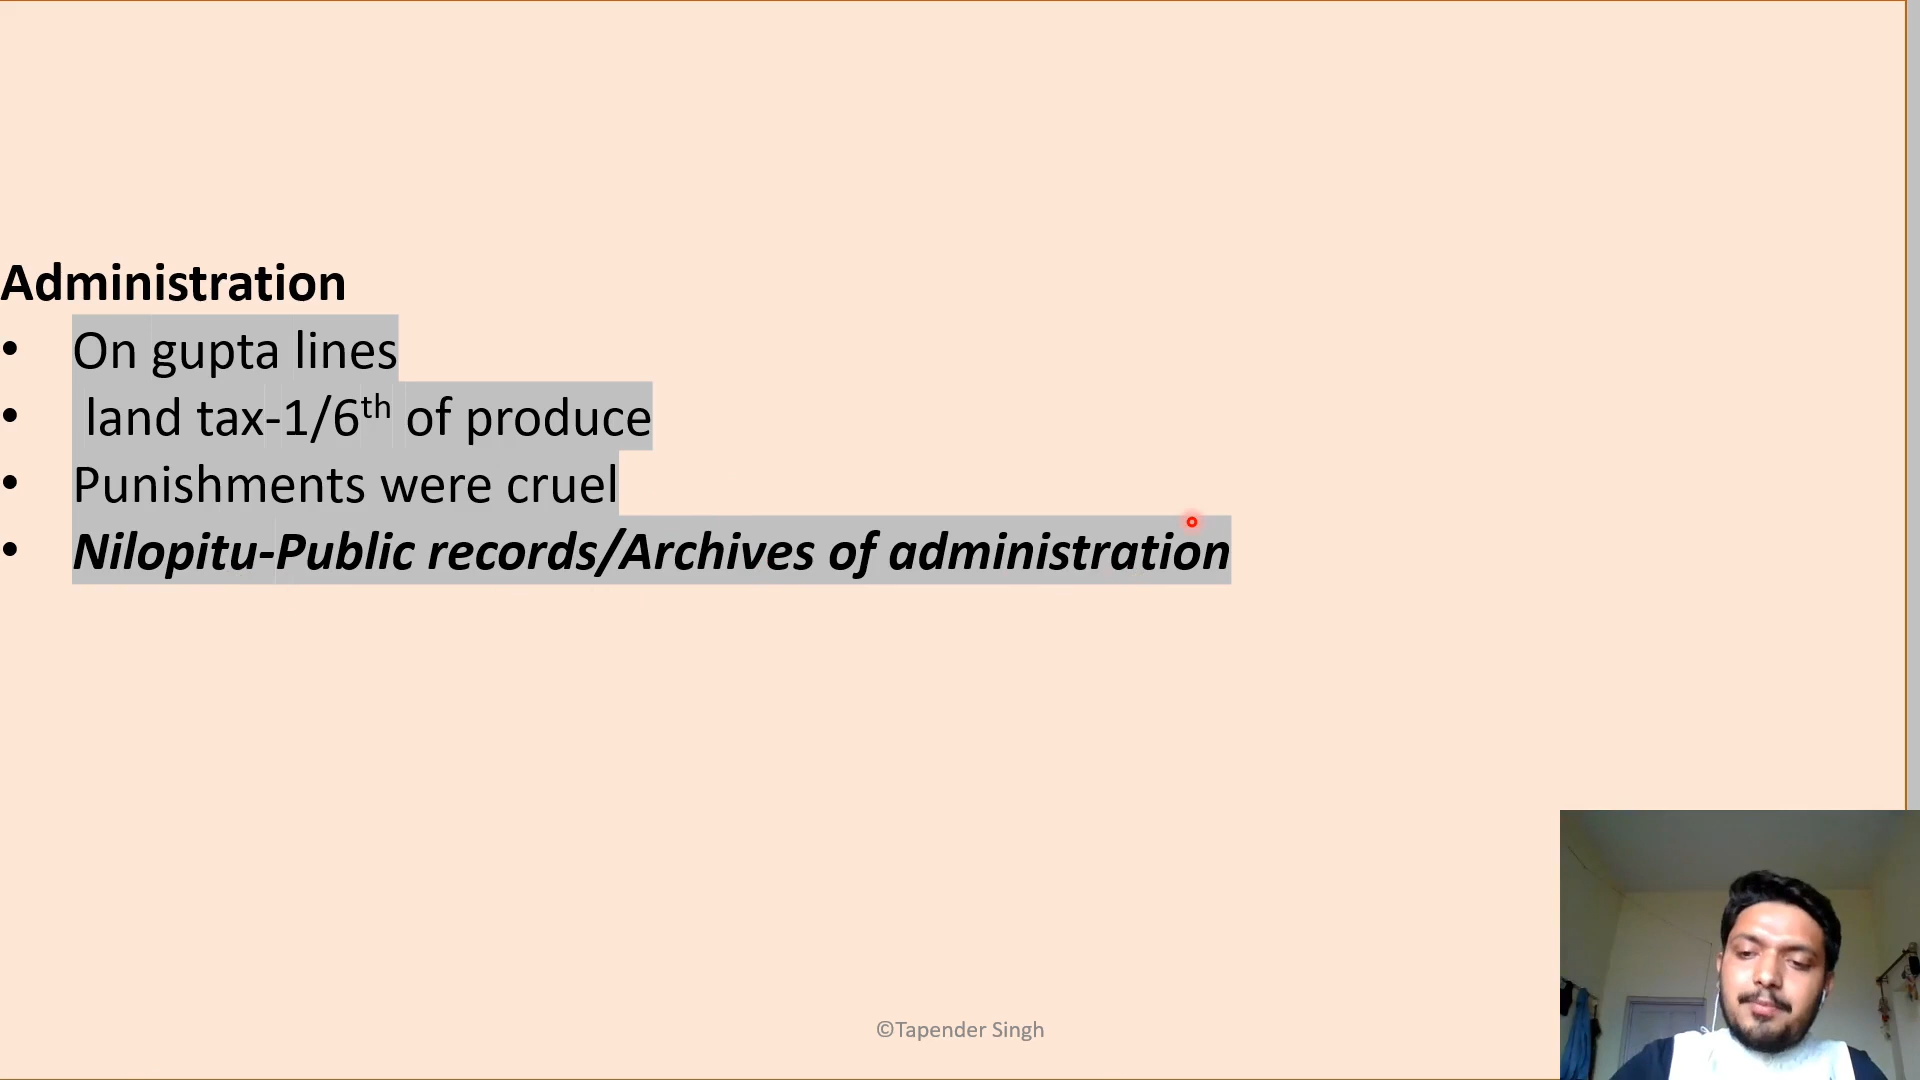 Administration
• On gupta lines
• land tax-1/6th of produce
• Punishments were cruel
• Nilopitu-Public records/Archives of administration
©Tapender Singh